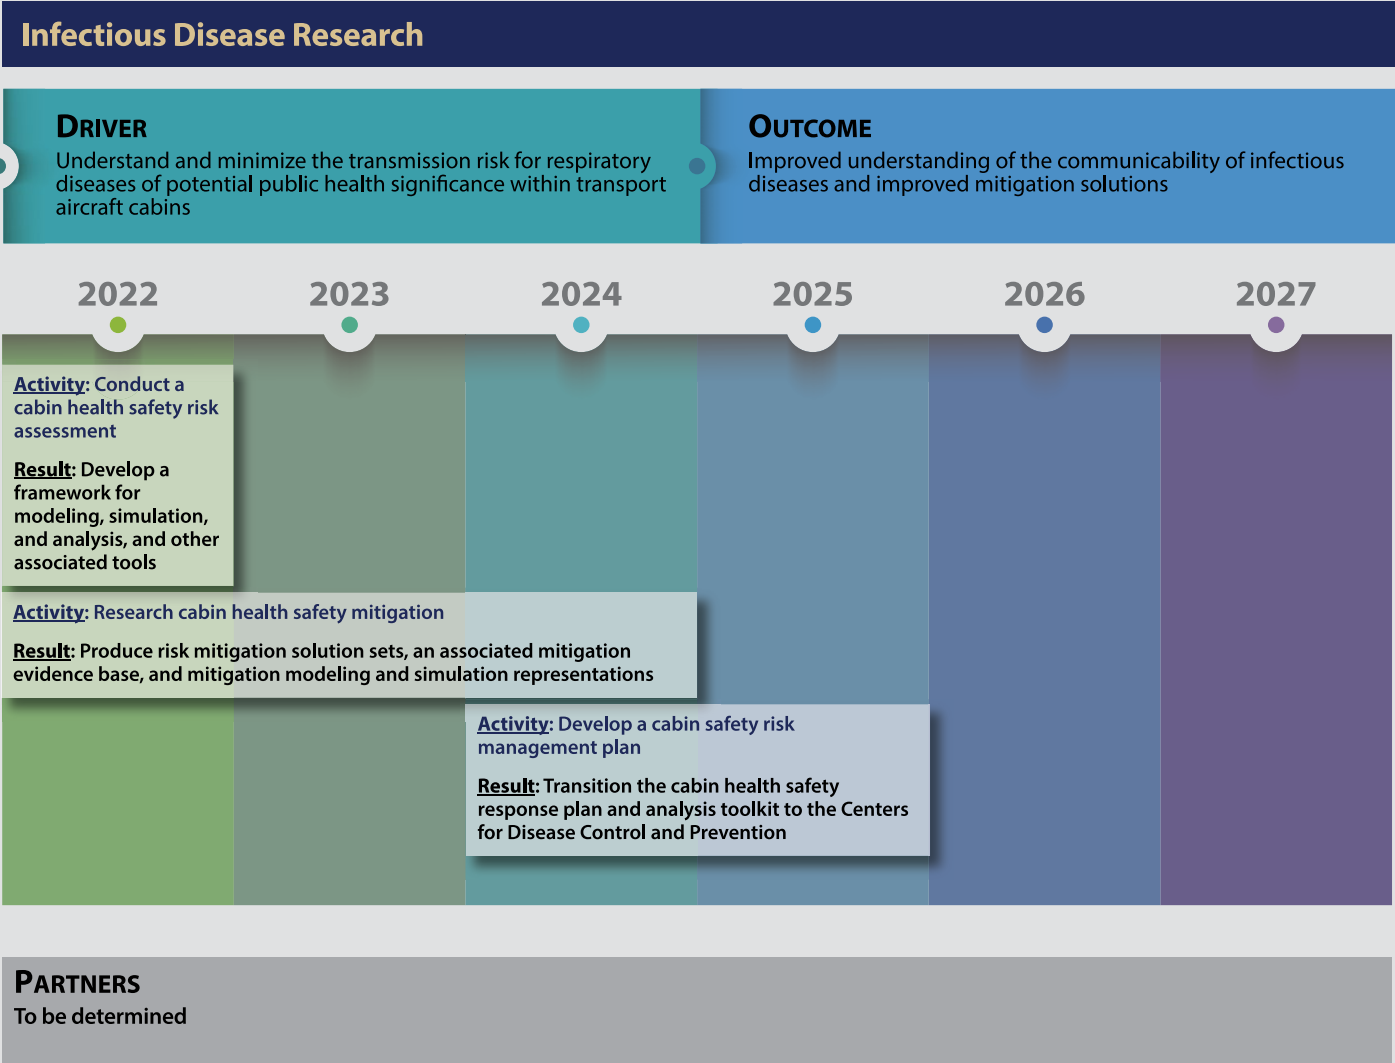 Infectious Disease Research
DRIVER
Understand and minimize the transmission risk for respiratory
diseases of potential public health significance within transport
aircraft cabins
OUTCOME
Improved understanding of the communicability of infectious
diseases and improved mitigation solutions
2022
2023
2024
2025
2026
2027
Activity: Conduct a
cabin health safety risk
assessment
Result: Develop a
framework for
modeling, simulation,
and analysis, and other
associated tools
Activity: Research cabin health safety mitigation
Result: Produce risk mitigation solution sets, an associated mitigation
evidence base, and mitigation modeling and simulation representations
Activity: Develop a cabin safety risk
management plan
Result: Transition the cabin health safety
response plan and analysis toolkit to the Centers
for Disease Control and Prevention
PARTNERS
To be determined